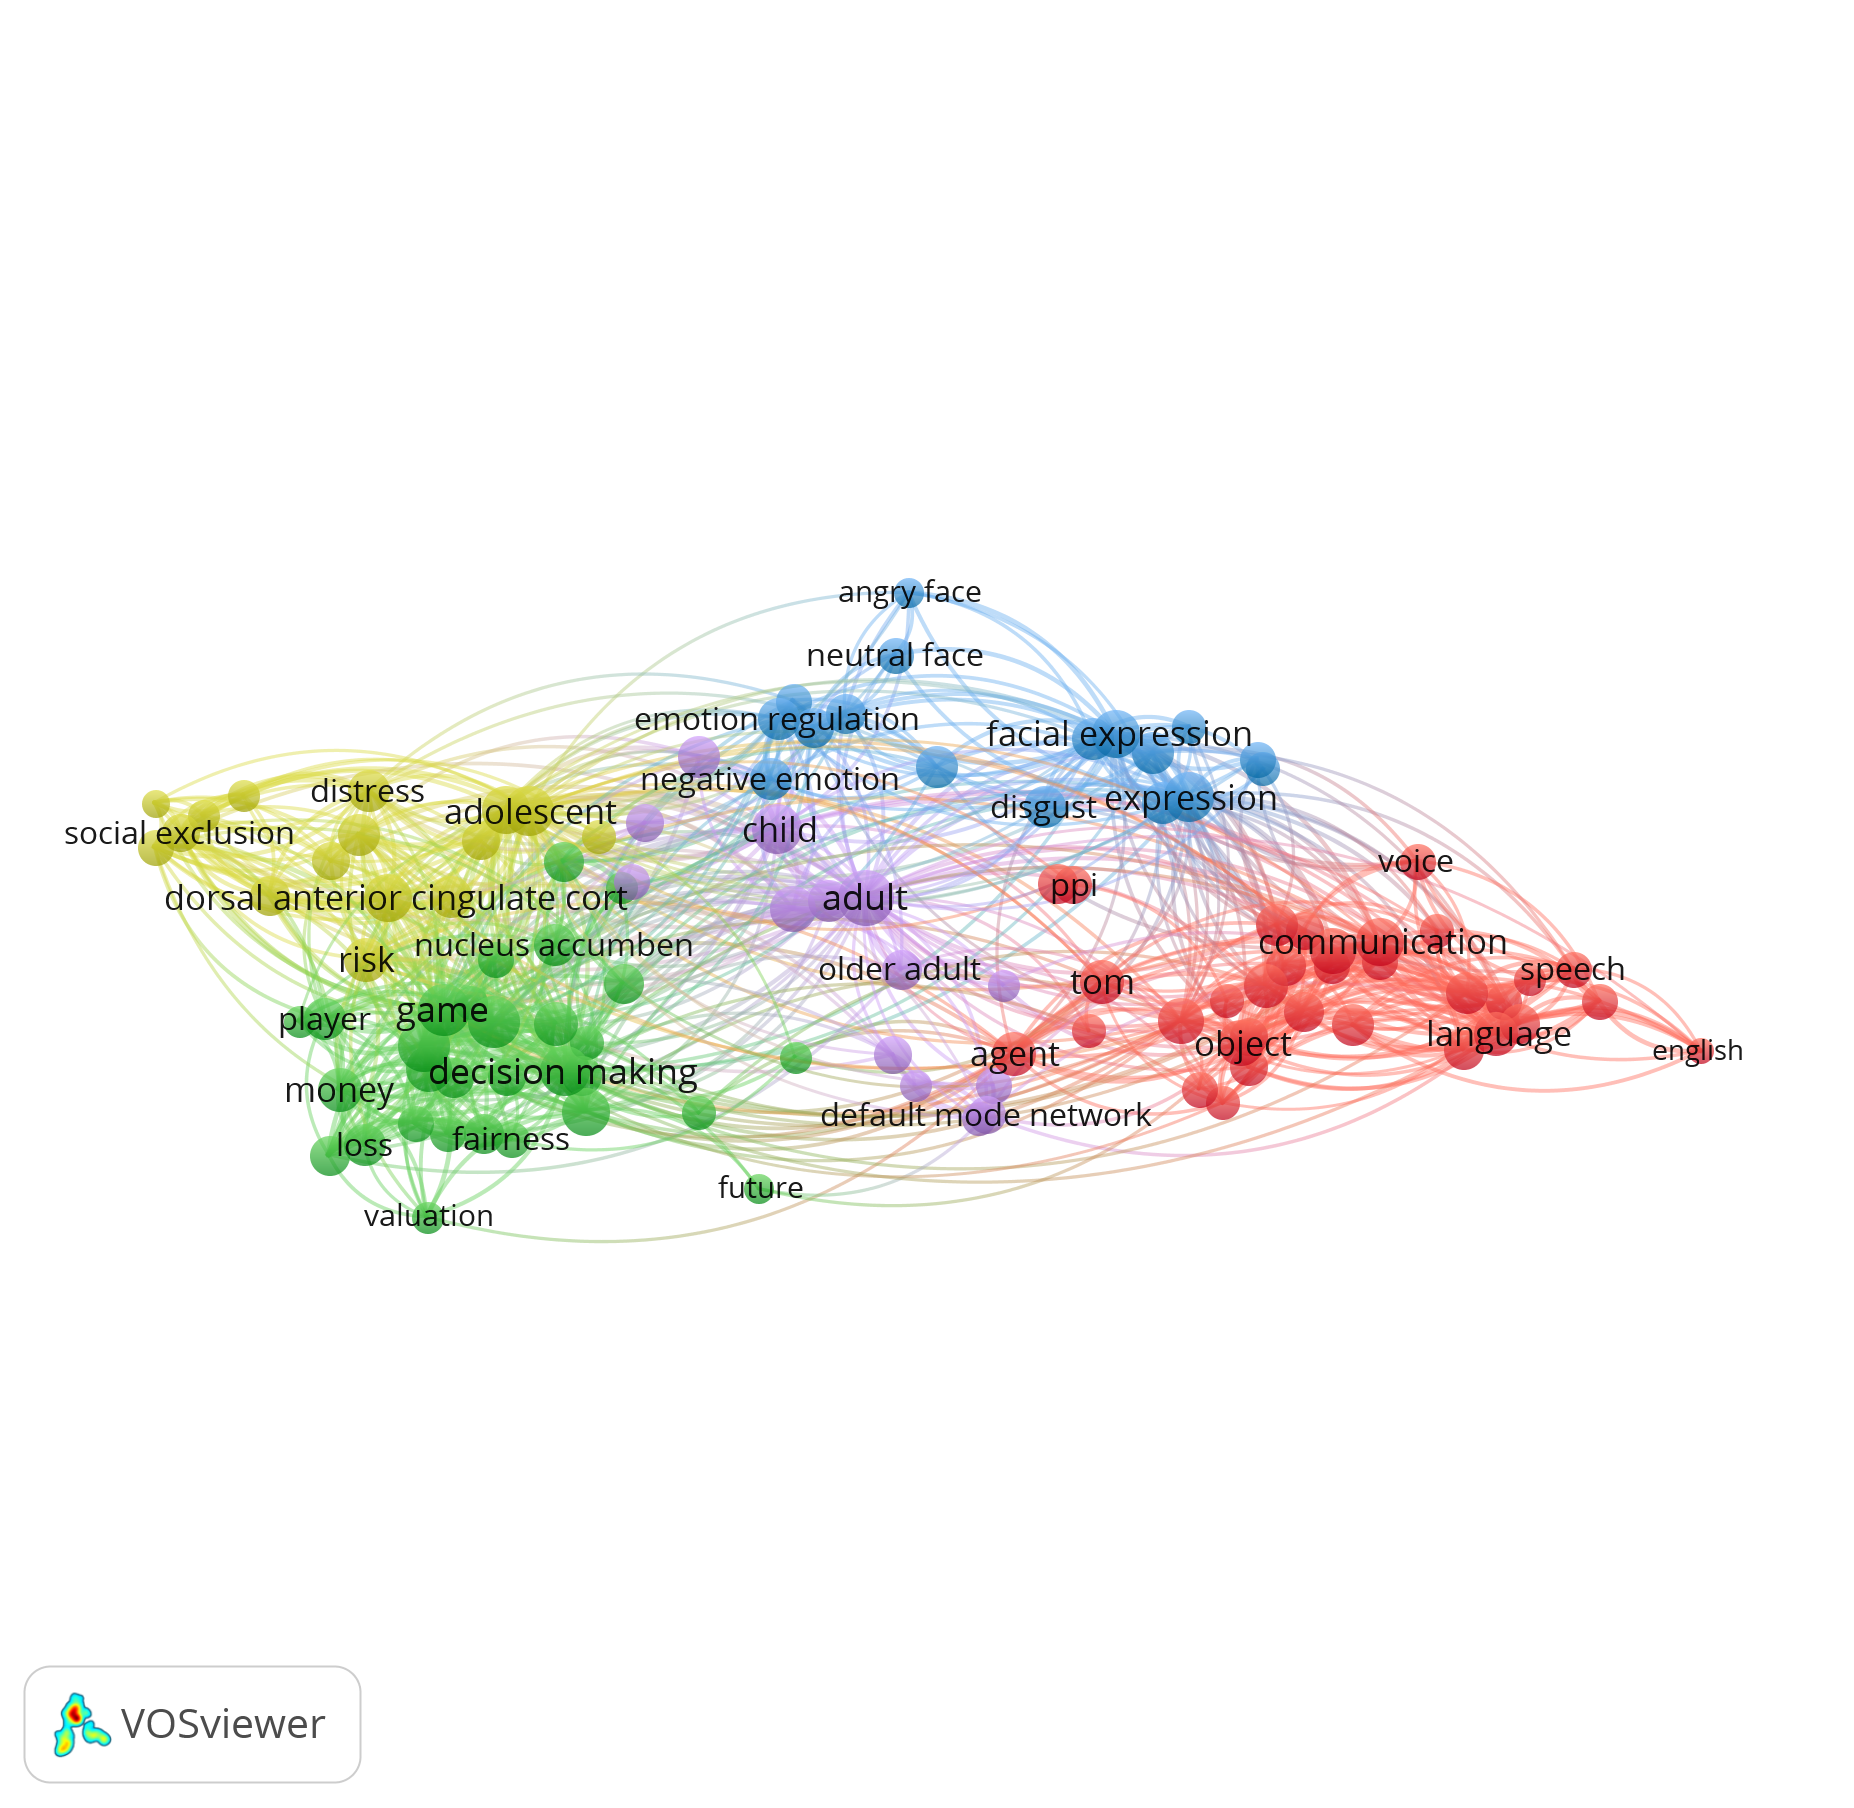 angry face
neutral face
emotion regulation
facial expression
negative emotion
distress
disgust
expression
adolescent
social exclusion
child
voice
ppi
dorsal anterior cingulate cort
adult
communication
nucleus accumben
risk
older adult
speech
tom
game
player
language
object
agent
english
decision making
money
default mode network
fairness
loss
future
valuation
VOSviewer